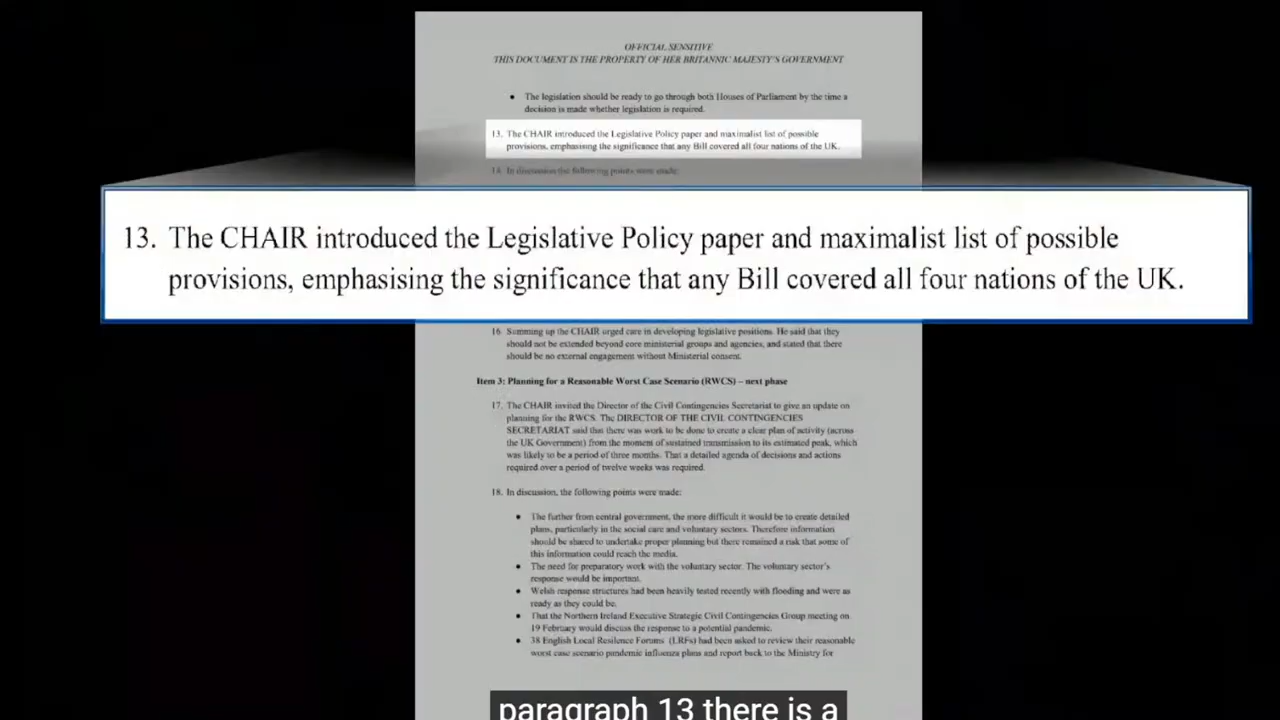 OFFICIAL SENSITIVE
THIS DOCUMENT IS THE PROPERTY OF HER BRITANNIC MAJESTY'S GOVERNMENT
• The legislation should be ready to go through both Houses of Parliament by the time a
decision is made whether legislation is required.
13. The CHAIR introduced the Legislative Policy paper and maximalist list of possible
provisions, emphasising the significance that any Bill covered all four nations of the UK.
14. In discussion the following points were made:
13. The CHAIR introduced the Legislative Policy paper and maximalist list of possible
provisions, emphasising the significance that any Bill covered all four nations of the UK.
16. Summing up the CHAIR urged care in developing legislative positions. He said that they
should not be extended beyond core ministerial groups and agencies, and stated that there
should be no external engagement without Ministerial consent.
Item 3: Planning for a Reasonable Worst Case Scenario (RWCS) – next phase
17. The CHAIR invited the Director of the Civil Contingencies Secretariat to give an update on
planning for the RWCS. The DIRECTOR OF THE CIVIL CONTINGENCIES
SECRETARIAT said that there was work to be done to create a clear plan of activity (across
the UK Government) from the moment of sustained transmission to its estimated peak, which
was likely to be a period of three months. That a detailed agenda of decisions and actions
required over a period of twelve weeks was required.
18. In discussion, the following points were made:
• The further from central government, the more difficult it would be to create detailed
plans, particularly in the social care and voluntary sectors. Therefore information
should be shared to undertake proper planning but there remained a risk that some of
this information could reach the media.
• The need for preparatory work with the voluntary sector. The voluntary sector's
response would be important.
• Welsh response structures had been heavily tested recently with flooding and were as
ready as they could be.
• That the Northern Ireland Executive Strategic Civil Contingencies Group meeting on
19 February would discuss the response to a potential pandemic.
• 38 English Local Resilence Forums (LRFs) had been asked to review their reasonable
worst case scenario pandemic influenza plans and report back to the Ministry for
paragraph 13 there is a